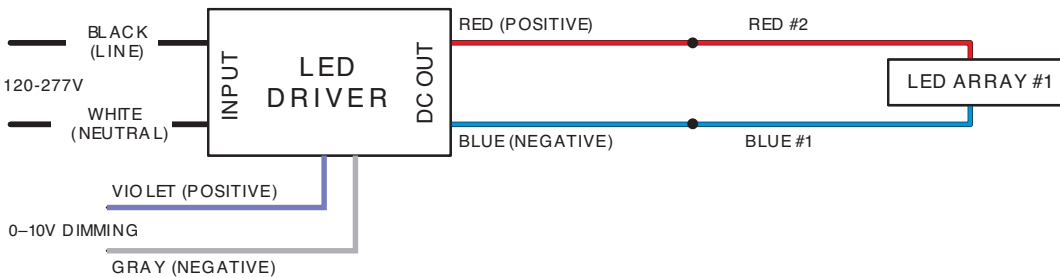 BLACK
(LINE)
120-277V
WHITE
(NEUTRAL)
INPUT
LED
DRIVER
DC OUT
RED (POSITIVE)
RED #2
LED ARRAY #1
BLUE (NEGATIVE)
BLUE #1
VIOLET (POSITIVE)
0–10V DIMMING
GRAY (NEGATIVE)